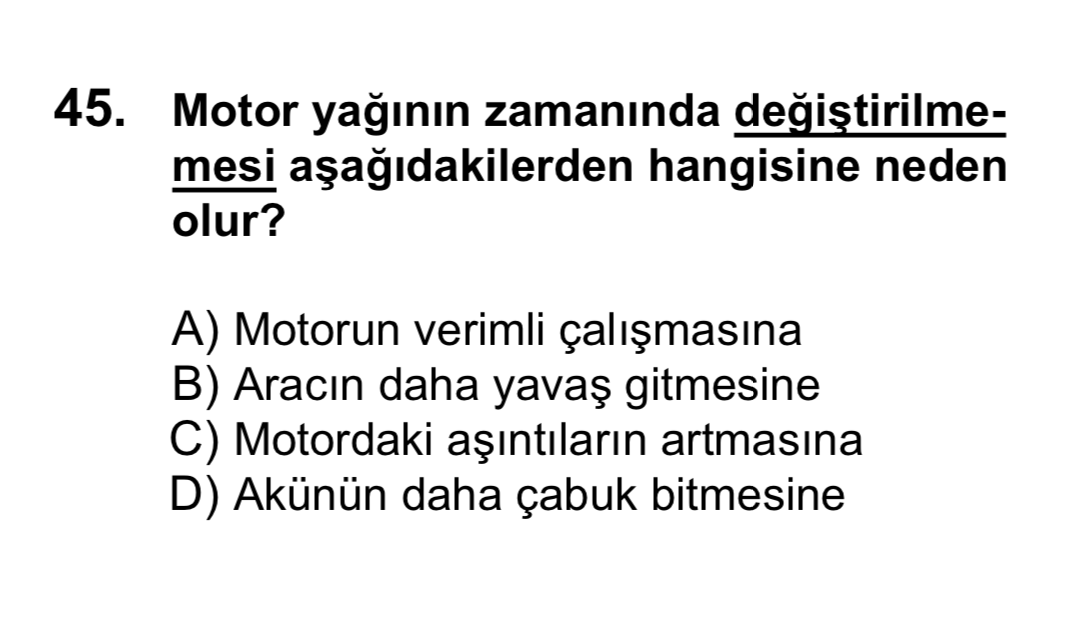 45. Motor yağının zamanında değiştirilme-
mesi aşağıdakilerden hangisine neden
olur?
A) Motorun verimli çalışmasına
B) Aracın daha yavaş gitmesine
C) Motordaki aşıntıların artmasına
D) Akünün daha çabuk bitmesine